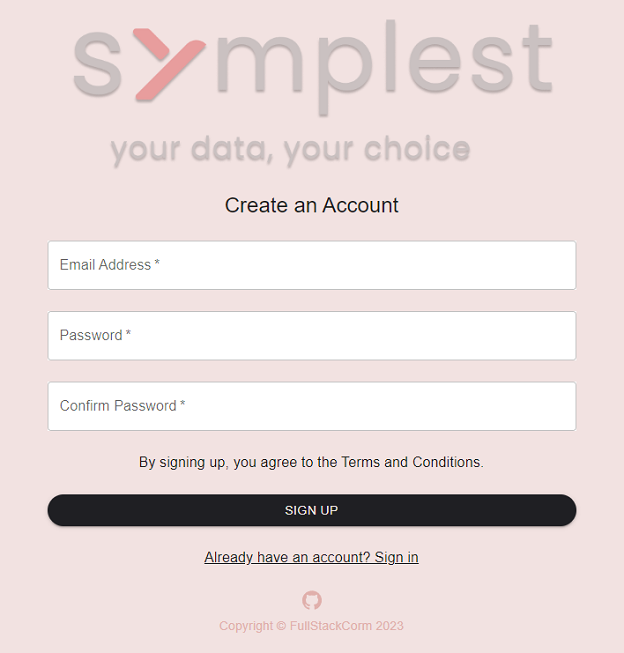 symplest
your data, your choice
Create an Account
Email Address *
Password *
Confirm Password *
By signing up, you agree to the Terms and Conditions.
SIGN UP
Already have an account? Sign in
Copyright © FullStackCorm 2023